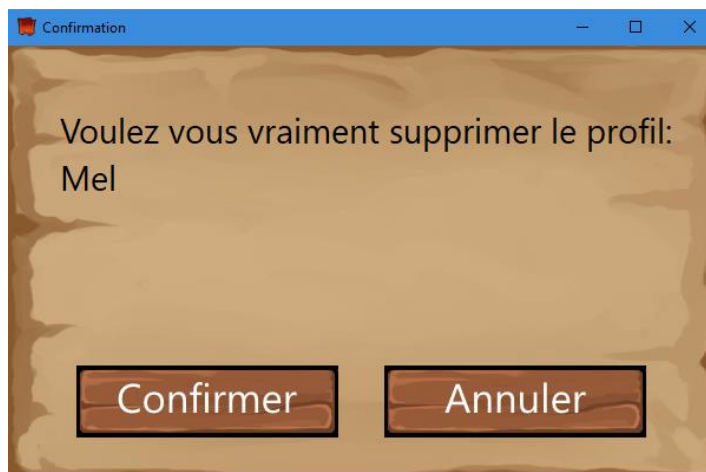 Confirmation
Voulez vous vraiment supprimer le profil:
Mel
Confirmer
Annuler